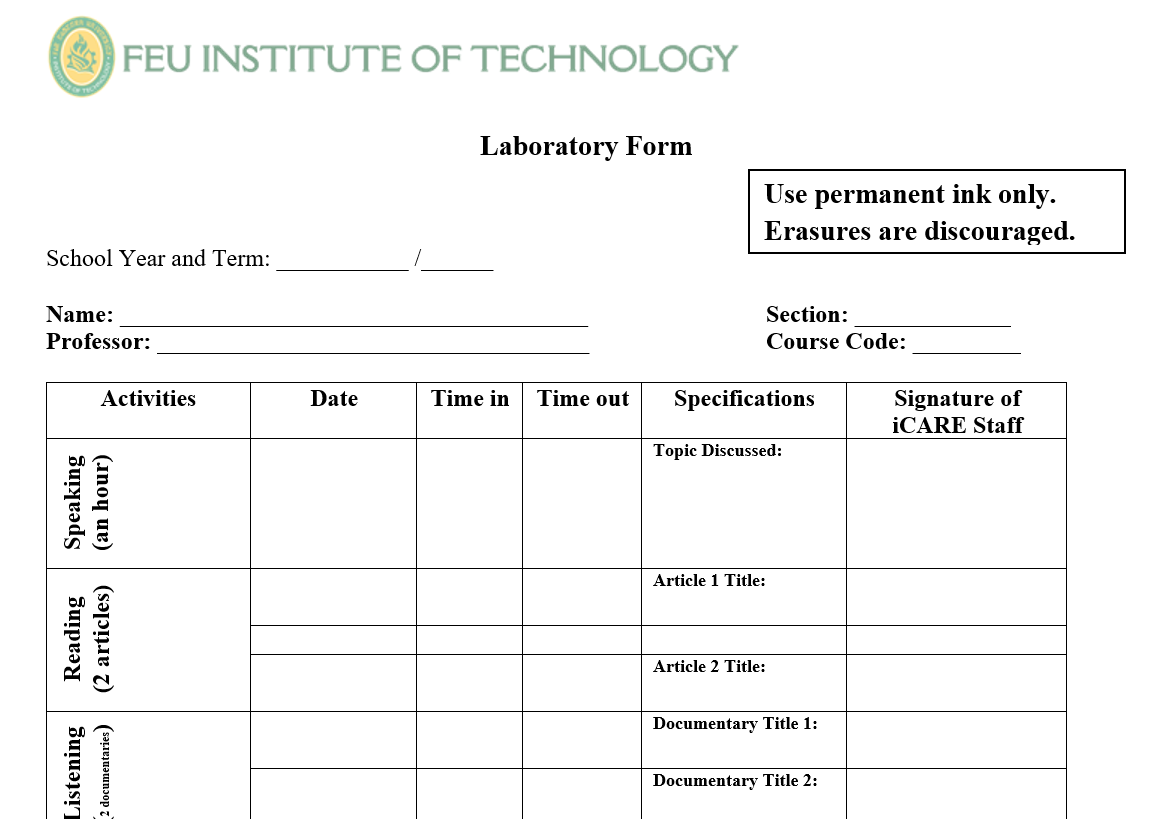 FEU INSTITUTE OF TECHNOLOGY
Laboratory Form
Use permanent ink only.
Erasures are discouraged.
School Year and Term: ___________ /______
Name: _______________________________________
Section: _____________
Professor: ____________________________________
Course Code: _________
Activities Date Time in Time out Specifications Signature of
iCARE Staff
Speaking
(an hour)
Topic Discussed:
Reading
(2 articles)
Article 1 Title:
Article 2 Title:
Listening
(2 documentaries)
Documentary Title 1:
Documentary Title 2: